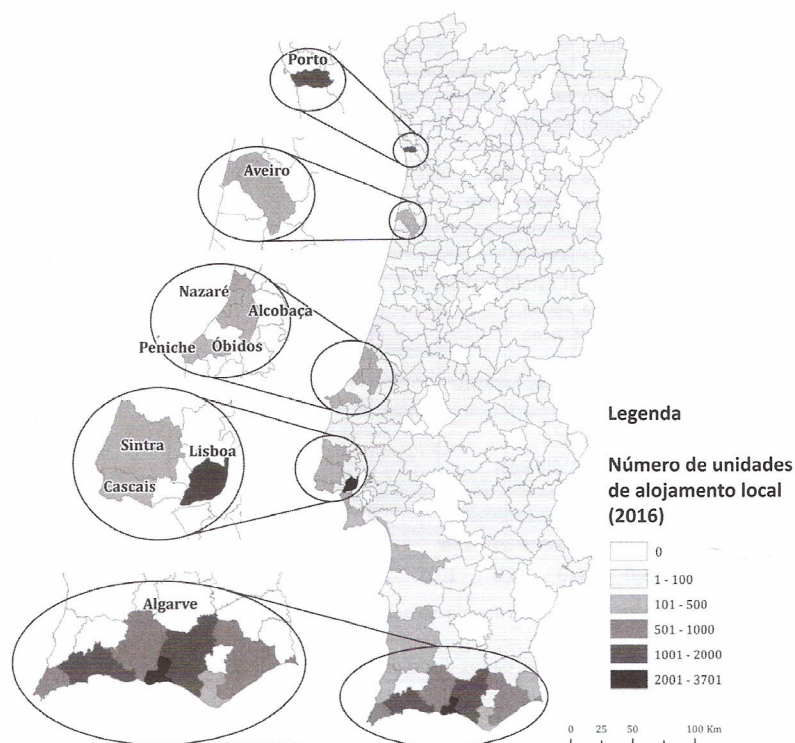 Porto
Aveiro
Nazaré
Alcobaça
Peniche
Óbidos
Sintra
Lisboa
Cascais
Algarve
Legenda
Número de unidades
de alojamento local
(2016)
0
1 - 100
101 - 500
501 - 1000
1001 - 2000
2001 - 3701
0 25 50 100 Km